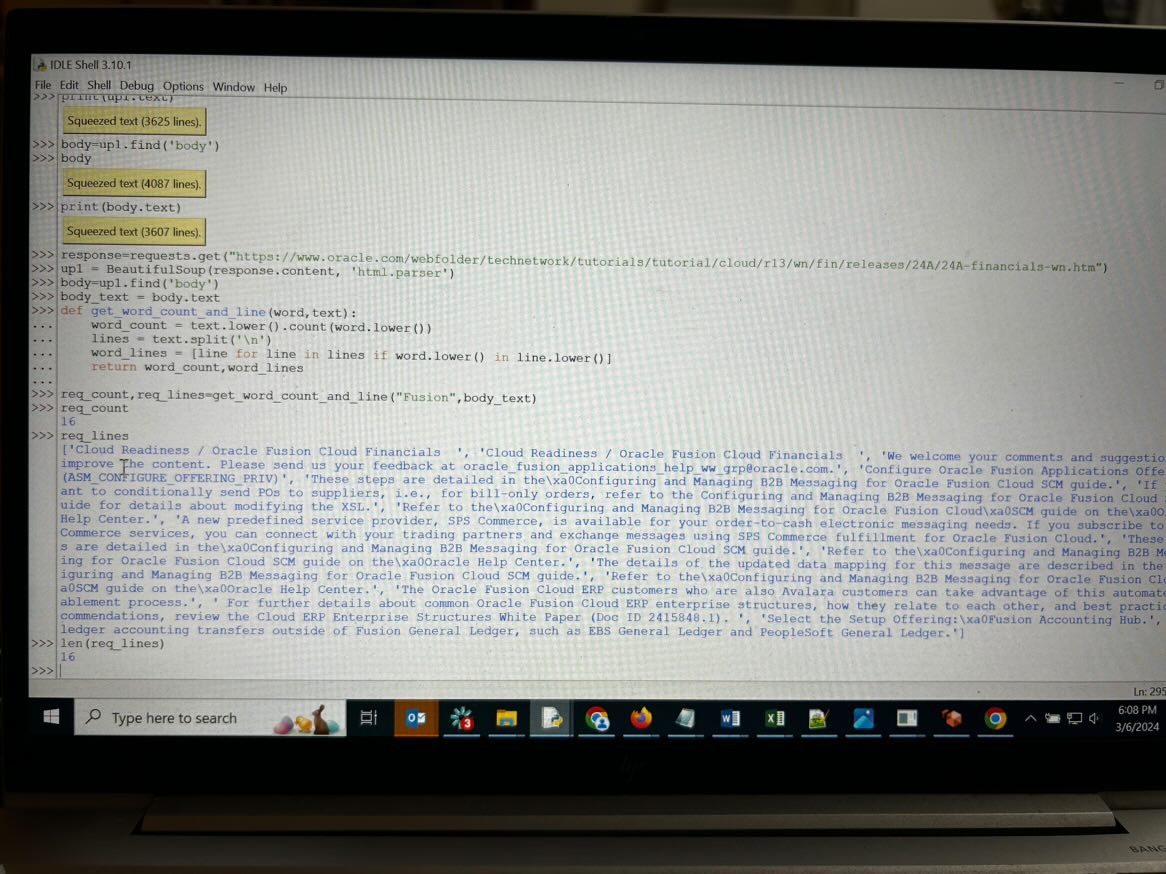 IDLE Shell 3.10.1
File Edit Shell Debug Options Window Help
>>> print(up1.text)
Squeezed text (3625 lines).
>>> body=up1.find('body')
>>> body
Squeezed text (4087 lines).
>>> print(body.text)
Squeezed text (3607 lines).
>>> response=requests.get("https://www.oracle.com/webfolder/technetwork/tutorials/tutorial/cloud/r13/wn/fin/releases/24A/24A-financials-wn.htm")
>>> up1 = BeautifulSoup(response.content, 'html.parser')
>>> body=up1.find('body')
>>> body_text = body.text
>>> def get_word_count_and_line(word,text):
... word_count = text.lower().count(word.lower())
... lines = text.split('\n')
... word_lines = [line for line in lines if word.lower() in line.lower()]
... return word_count,word_lines
...
>>> req_count,req_lines=get_word_count_and_line("Fusion",body_text)
>>> req_count
16
>>> req_lines
['Cloud Readiness / Oracle Fusion Cloud Financials  ', 'Cloud Readiness / Oracle Fusion Cloud Financials  ', 'We welcome your comments and suggestio
improve the content. Please send us your feedback at oracle_fusion_applications_help_ww_grp@oracle.com.', 'Configure Oracle Fusion Applications Offe
(ASM_CONFIGURE_OFFERING_PRIV)', 'These steps are detailed in the\xa0Configuring and Managing B2B Messaging for Oracle Fusion Cloud SCM guide.', 'If
ant to conditionally send POs to suppliers, i.e., for bill-only orders, refer to the Configuring and Managing B2B Messaging for Oracle Fusion Cloud
uide for details about modifying the XSL.', 'Refer to the\xa0Configuring and Managing B2B Messaging for Oracle Fusion Cloud\xa0SCM guide on the\xa0O
Help Center.', 'A new predefined service provider, SPS Commerce, is available for your order-to-cash electronic messaging needs. If you subscribe to
Commerce services, you can connect with your trading partners and exchange messages using SPS Commerce fulfillment for Oracle Fusion Cloud.', 'These
s are detailed in the\xa0Configuring and Managing B2B Messaging for Oracle Fusion Cloud SCM guide.', 'Refer to the\xa0Configuring and Managing B2B M
ing for Oracle Fusion Cloud SCM guide on the\xa0Oracle Help Center.', 'The details of the updated data mapping for this message are described in the
iguring and Managing B2B Messaging for Oracle Fusion Cloud SCM guide.', 'Refer to the\xa0Configuring and Managing B2B Messaging for Oracle Fusion Cl
a0SCM guide on the\xa0Oracle Help Center.', 'The Oracle Fusion Cloud ERP customers who are also Avalara customers can take advantage of this automat
ablement process.', ' For further details about common Oracle Fusion Cloud ERP enterprise structures, how they relate to each other, and best practi
commendations, review the Cloud ERP Enterprise Structures White Paper (Doc ID 2415848.1). ', 'Select the Setup Offering:\xa0Fusion Accounting Hub.',
ledger accounting transfers outside of Fusion General Ledger, such as EBS General Ledger and PeopleSoft General Ledger.']
>>> len(req_lines)
16
>>>
Ln: 295
Type here to search
3
6:08 PM
3/6/2024
hp
BANG